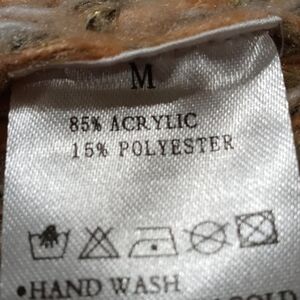 M
85% ACRYLIC
15% POLYESTER
•HAND WASH